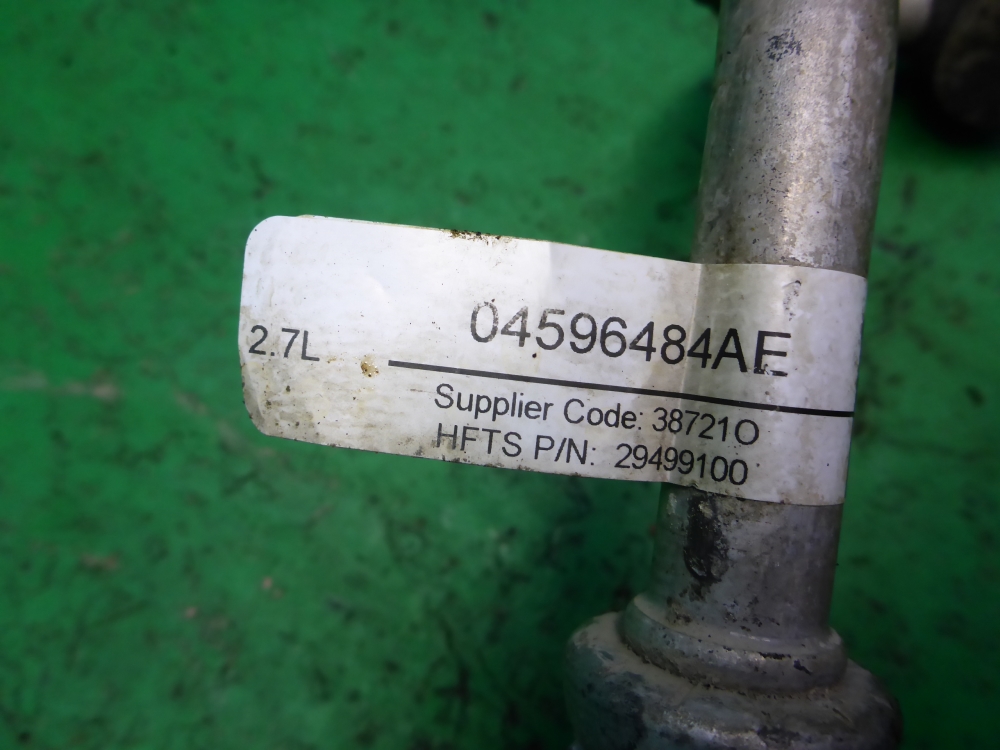 04596484AE
2.7L
Supplier Code: 38721O
HFTS P/N: 29499100